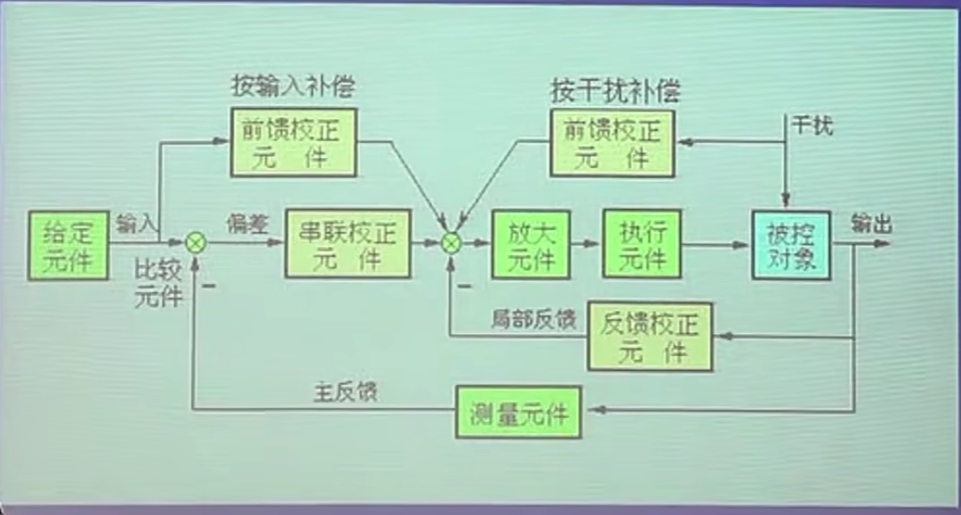 按输入补偿
按干扰补偿
前馈校正
元 件
前馈校正
元 件
干扰
给定
元件
输入
偏差
串联校正
元 件
放大
元件
执行
元件
被控
对象
输出
比较
元件
局部反馈
反馈校正
元 件
主反馈
测量元件